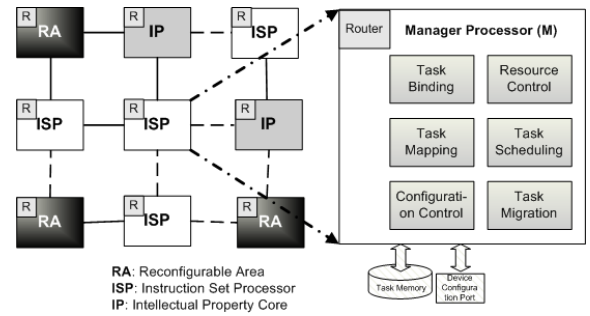 R
RA
R
IP
R
ISP
R
ISP
R
ISP
R
IP
R
RA
R
ISP
R
RA
RA: Reconfigurable Area
ISP: Instruction Set Processor
IP: Intellectual Property Core
Router
Manager Processor (M)
Task
Binding
Resource
Control
Task
Mapping
Task
Scheduling
Configurati-
on Control
Task
Migration
Task Memory
Device
Configura
tion Port